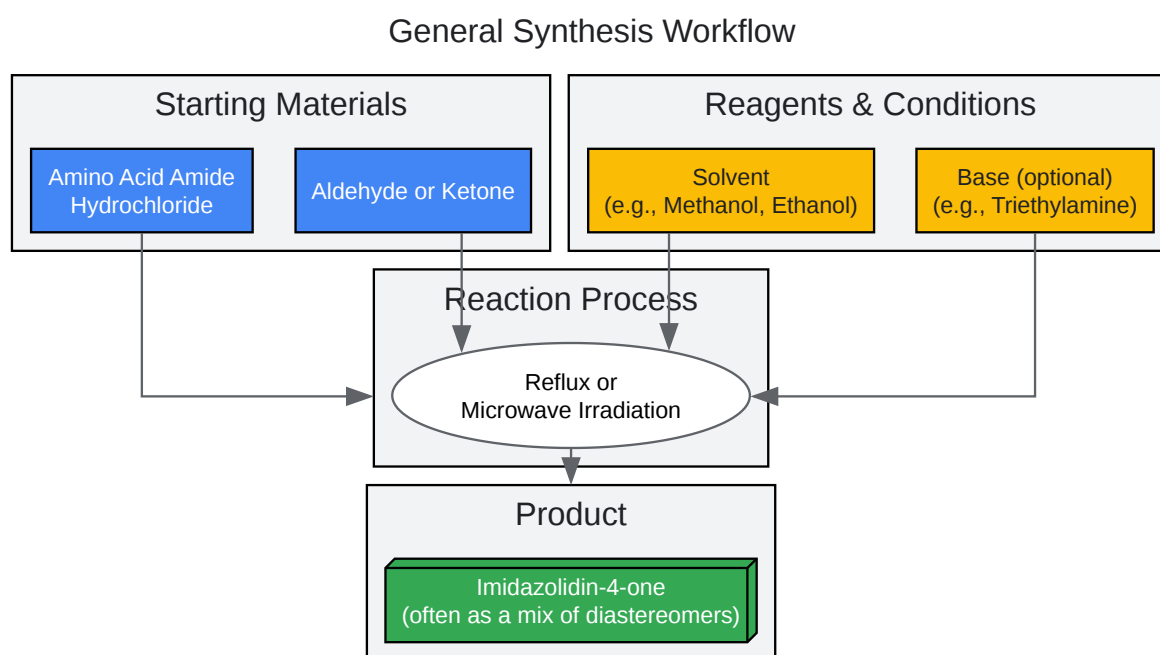 General Synthesis Workflow
Starting Materials
Amino Acid Amide
Hydrochloride
Aldehyde or Ketone
Reagents & Conditions
Solvent
(e.g., Methanol, Ethanol)
Base (optional)
(e.g., Triethylamine)
Reaction Process
Reflux or
Microwave Irradiation
Product
Imidazolidin-4-one
(often as a mix of diastereomers)